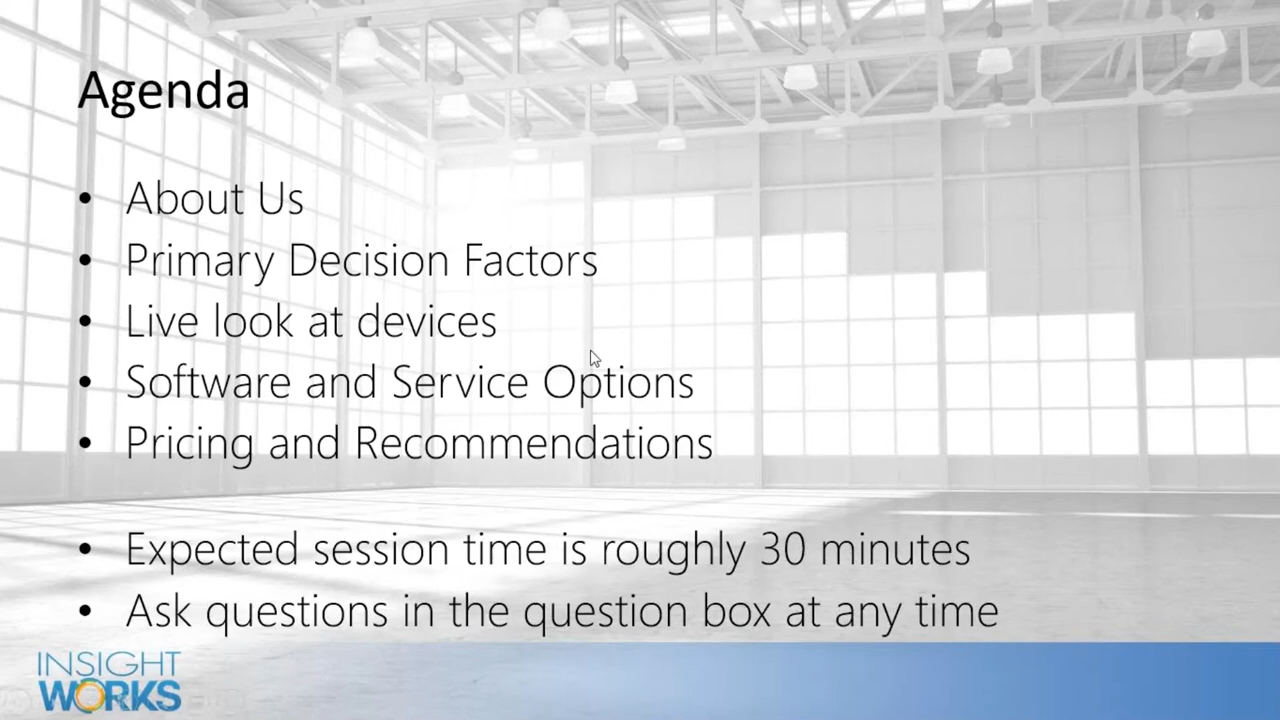 Agenda
• About Us
• Primary Decision Factors
• Live look at devices
• Software and Service Options
• Pricing and Recommendations
• Expected session time is roughly 30 minutes
• Ask questions in the question box at any time
INSIGHT
WORKS